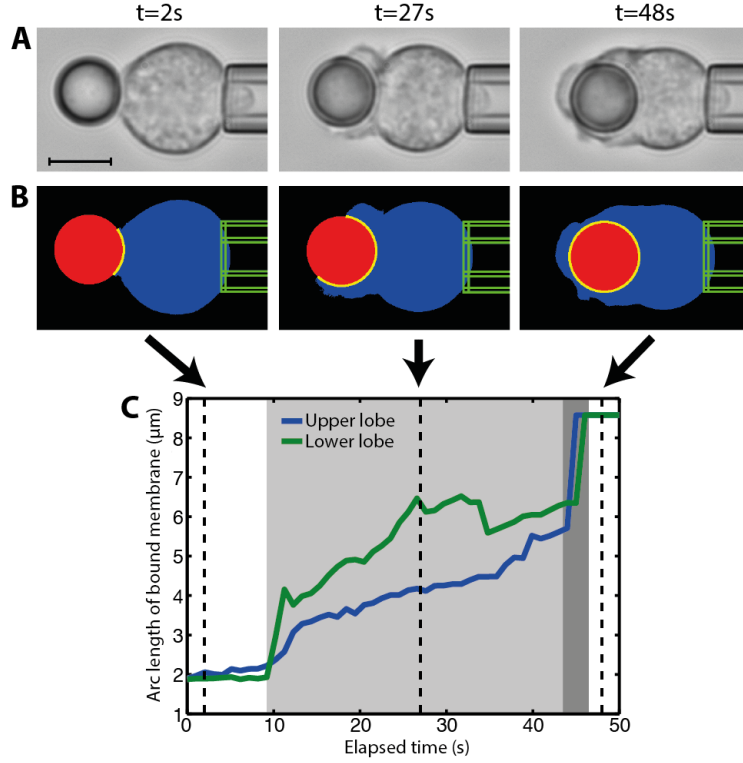 t=2s t=27s t=48s
A
B
C
9
8
7
6
5
4
3
2
1
Arc length of bound membrane (μm)
Upper lobe
Lower lobe
0 10 20 30 40 50
Elapsed time (s)